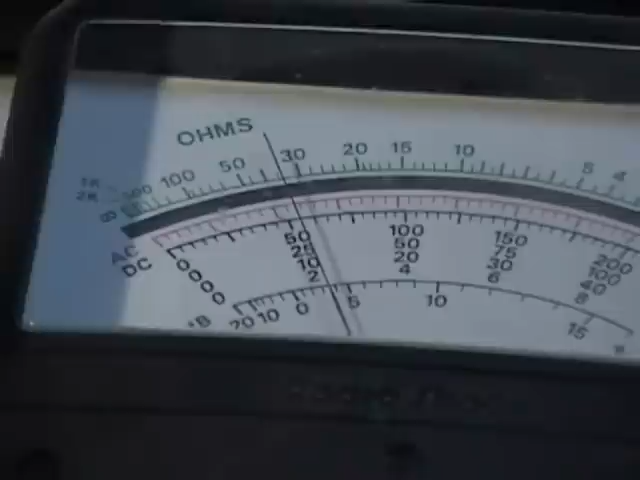 OHMS
100 50 30 20 15 10 5 4
AC
DC
0 50 100 150 200
0 25 50 75 100
0 10 20 30 40
0 2 4 6 8
20 10 0 5 10 15